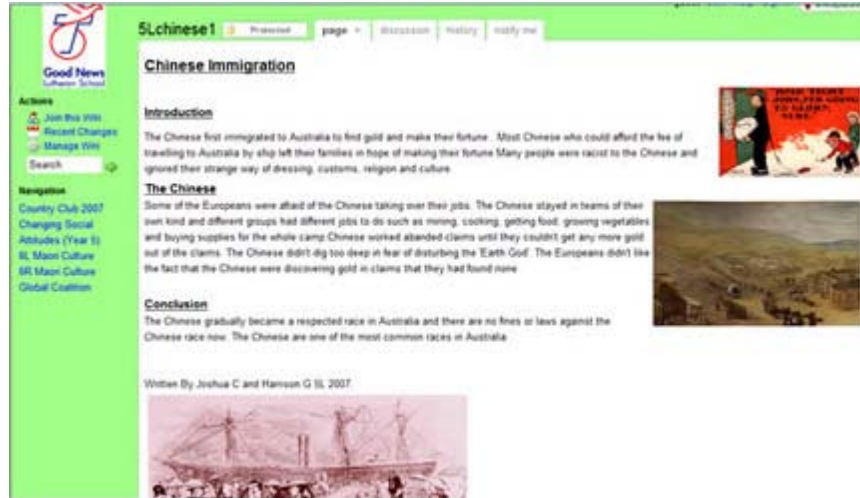 5Lchinese1
Protected
page
discussion
history
notify me
Good News
Lutheran School
Actions
Join this Wiki
Recent Changes
Manage Wiki
Search
Navigation
Country Club 2007
Changing Social
Attitudes (Year 5)
6L Maori Culture
6R Maori Culture
Global Coalition
Chinese Immigration
Introduction
The Chinese first immigrated to Australia to find gold and make their fortune . Most Chinese who could afford the fee of
travelling to Australia by ship left their families in hope of making their fortune Many people were racist to the Chinese and
ignored their strange way of dressing, customs, religion and culture.
The Chinese
Some of the Europeans were afraid of the Chinese taking over their jobs. The Chinese stayed in teams of their
own kind and different groups had different jobs to do such as mining, cooking, getting food, growing vegetables
and buying supplies for the whole camp Chinese worked abanded claims until they couldn't get any more gold
out of the claims. The Chinese didn't dig too deep in fear of disturbing the 'Earth God'. The Europeans didn't like
the fact that the Chinese were discovering gold in claims that they had found none
Conclusion
The Chinese gradually became a respected race in Australia and there are no fines or laws against the
Chinese race now. The Chinese are one of the most common races in Australia
Written By Joshua C and Harrison G 5L 2007